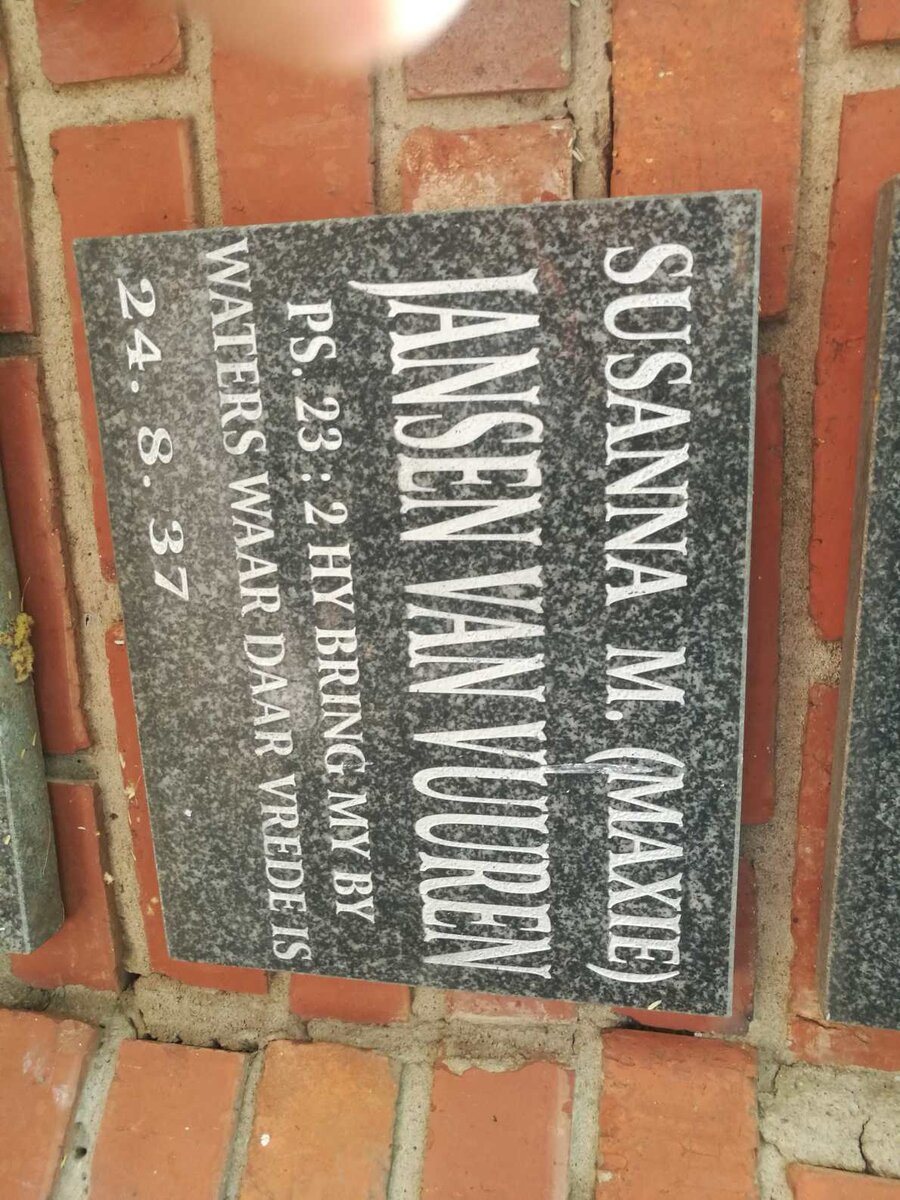 SUSANNA M. (MAXIE)
JANSEN VAN VUUREN
PS. 23 : 2 HY BRING MY BY
WATERS WAAR DAAR VREDE IS
24. 8. 37